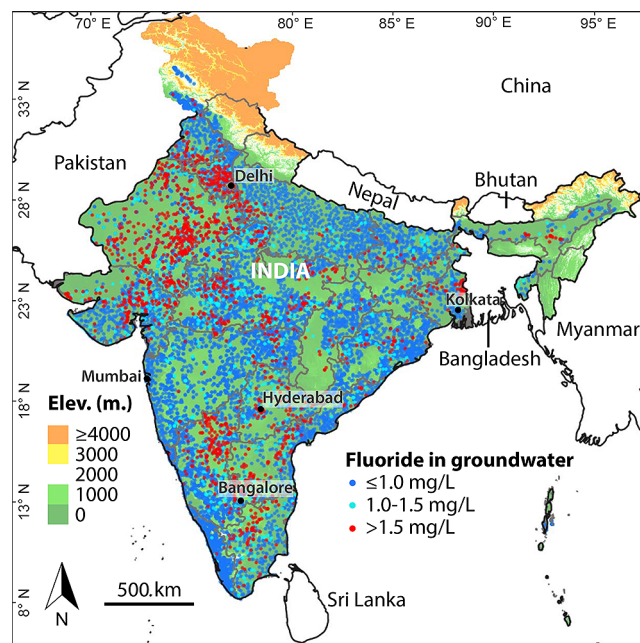 70° E
80° E
85° E
90° E
95° E
33° N
28° N
23° N
18° N
13° N
8° N
China
Pakistan
Delhi
Nepal
Bhutan
INDIA
Kolkata
Myanmar
Bangladesh
Mumbai
Hyderabad
Bangalore
Sri Lanka
Elev. (m.)
≥4000
3000
2000
1000
0
Fluoride in groundwater
≤1.0 mg/L
1.0-1.5 mg/L
>1.5 mg/L
500.km
N